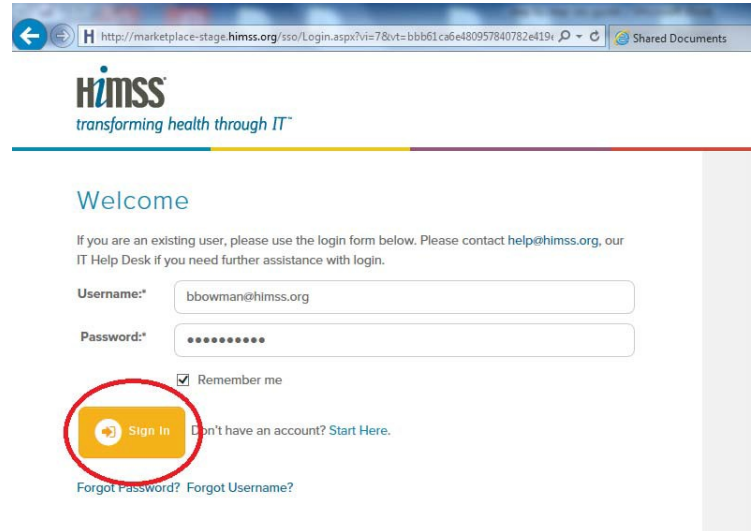 H http://marketplace-stage.himss.org/sso/Login.aspx?vi=7&vt=bbb61ca6e480957840782e419 Shared Documents
HIMSS
transforming health through IT™
Welcome
If you are an existing user, please use the login form below. Please contact help@himss.org, our
IT Help Desk if you need further assistance with login.
Username:* bbowman@himss.org
Password:* ••••••••••
Remember me
Sign In Don't have an account? Start Here.
Forgot Password? Forgot Username?